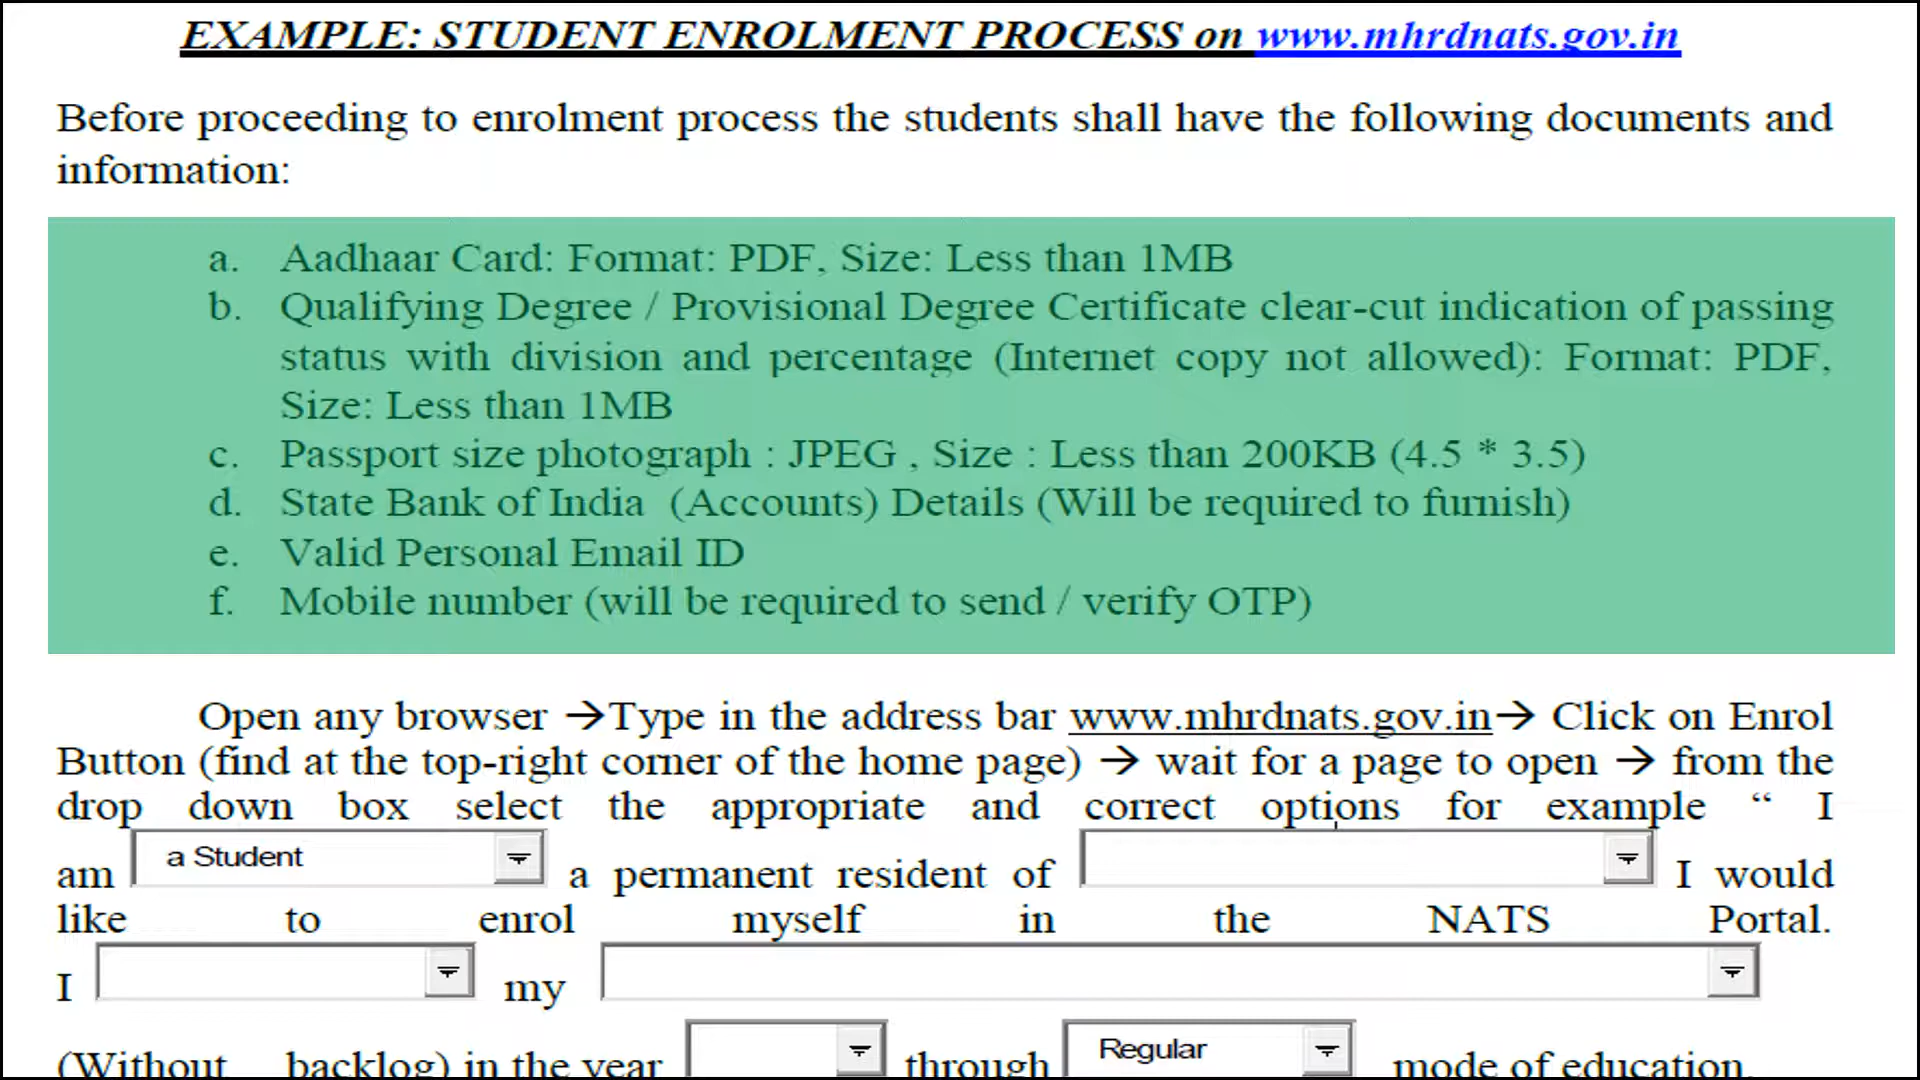 EXAMPLE: STUDENT ENROLMENT PROCESS on www.mhrdnats.gov.in
Before proceeding to enrolment process the students shall have the following documents and
information:
a. Aadhaar Card: Format: PDF, Size: Less than 1MB
b. Qualifying Degree / Provisional Degree Certificate clear-cut indication of passing
status with division and percentage (Internet copy not allowed): Format: PDF,
Size: Less than 1MB
c. Passport size photograph : JPEG , Size : Less than 200KB (4.5 * 3.5)
d. State Bank of India (Accounts) Details (Will be required to furnish)
e. Valid Personal Email ID
f. Mobile number (will be required to send / verify OTP)
Open any browser →Type in the address bar www.mhrdnats.gov.in→ Click on Enrol
Button (find at the top-right corner of the home page) → wait for a page to open → from the
drop down box select the appropriate and correct options for example “ I
am a Student a permanent resident of I would
like to enrol myself in the NATS Portal.
I my
(Without backlog) in the year through Regular mode of education.